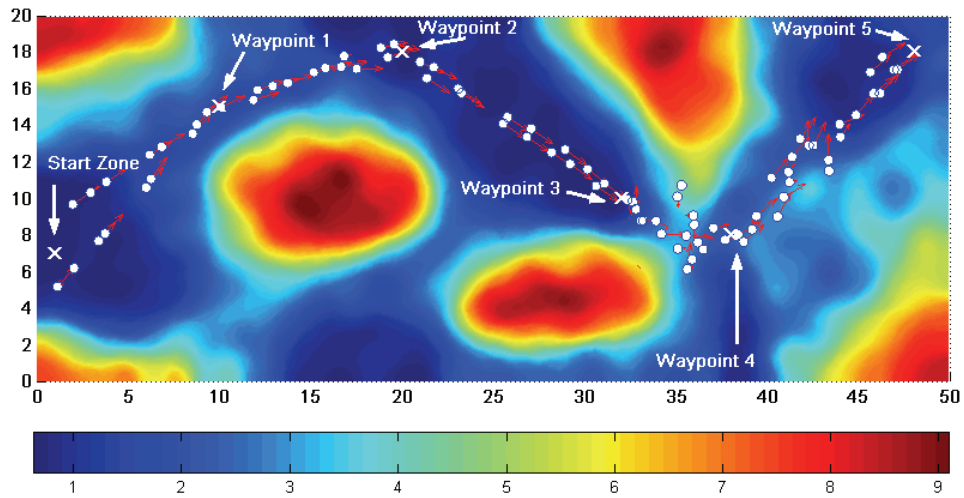 20
18
16
14
12
10
8
6
4
2
0
Waypoint 1
Waypoint 2
Waypoint 5
Start Zone
Waypoint 3
Waypoint 4
0 5 10 15 20 25 30 35 40 45 50
1 2 3 4 5 6 7 8 9